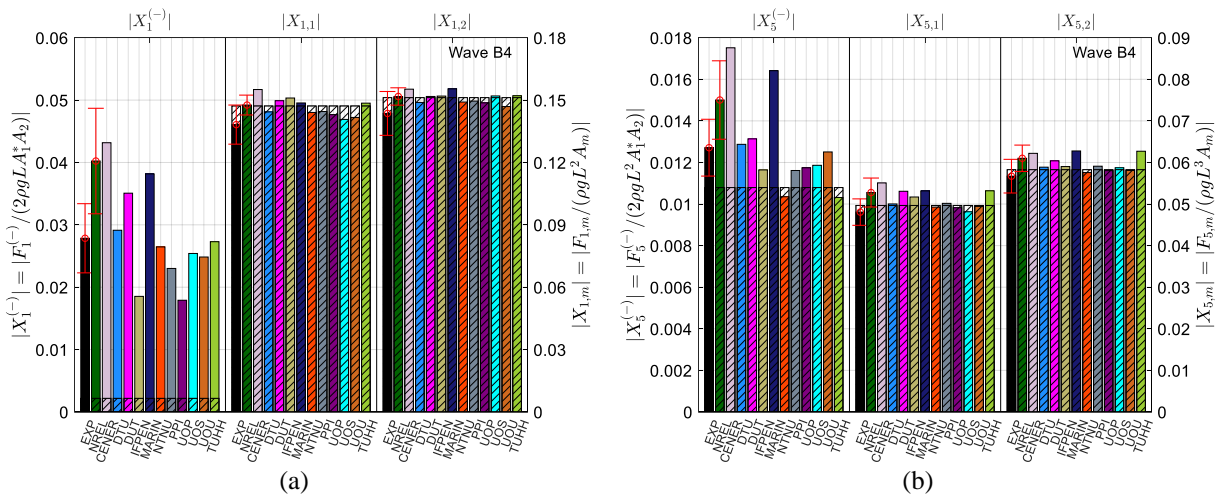 |X_1^{(-)}| |X_{1,1}| |X_{1,2}|
|X_1^{(-)}| = |F_1^{(-)}/(2ρgLA_1^*A_2)|
0.06
0.05
0.04
0.03
0.02
0.01
0
Wave B4
0.18
0.15
0.12
0.09
0.06
0.03
0
|X_{1,m}| = |F_{1,m}/(ρgL^2A_m)|
EXP NREL CENER DTU DUT IFPEN MARIN NTNU PPI UOP UOS UOU TUHH
EXP NREL CENER DTU DUT IFPEN MARIN NTNU PPI UOP UOS UOU TUHH
EXP NREL CENER DTU DUT IFPEN MARIN NTNU PPI UOP UOS UOU TUHH
(a)
|X_5^{(-)}| |X_{5,1}| |X_{5,2}|
|X_5^{(-)}| = |F_5^{(-)}/(2ρgL^2A_1^*A_2)|
0.018
0.016
0.014
0.012
0.01
0.008
0.006
0.004
0.002
0
Wave B4
0.09
0.08
0.07
0.06
0.05
0.04
0.03
0.02
0.01
0
|X_{5,m}| = |F_{5,m}/(ρgL^3A_m)|
EXP NREL CENER DTU DUT IFPEN MARIN NTNU PPI UOP UOS UOU TUHH
EXP NREL CENER DTU DUT IFPEN MARIN NTNU PPI UOP UOS UOU TUHH
EXP NREL CENER DTU DUT IFPEN MARIN NTNU PPI UOP UOS UOU TUHH
(b)